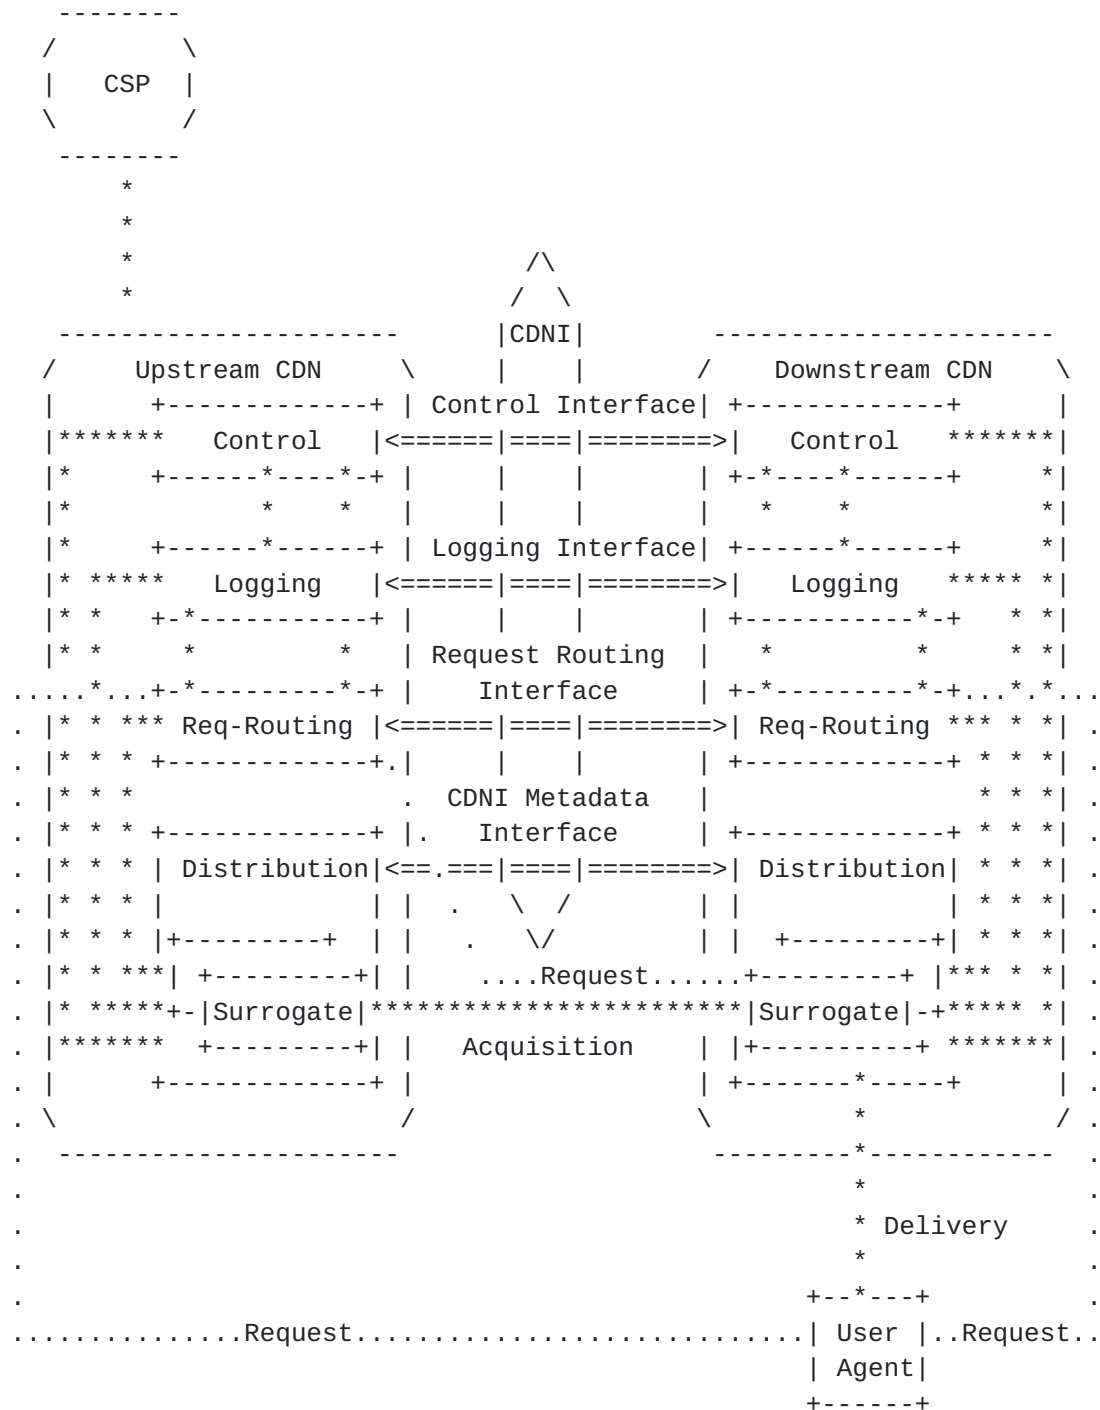 CSP
CDNI
Upstream CDN Downstream CDN
Control Interface
Control Control
Logging Interface
Logging Logging
Request Routing
Interface
Req-Routing Req-Routing
CDNI Metadata
Interface
Distribution Distribution
Request
Surrogate Surrogate
Acquisition
Delivery
Request User Request
Agent